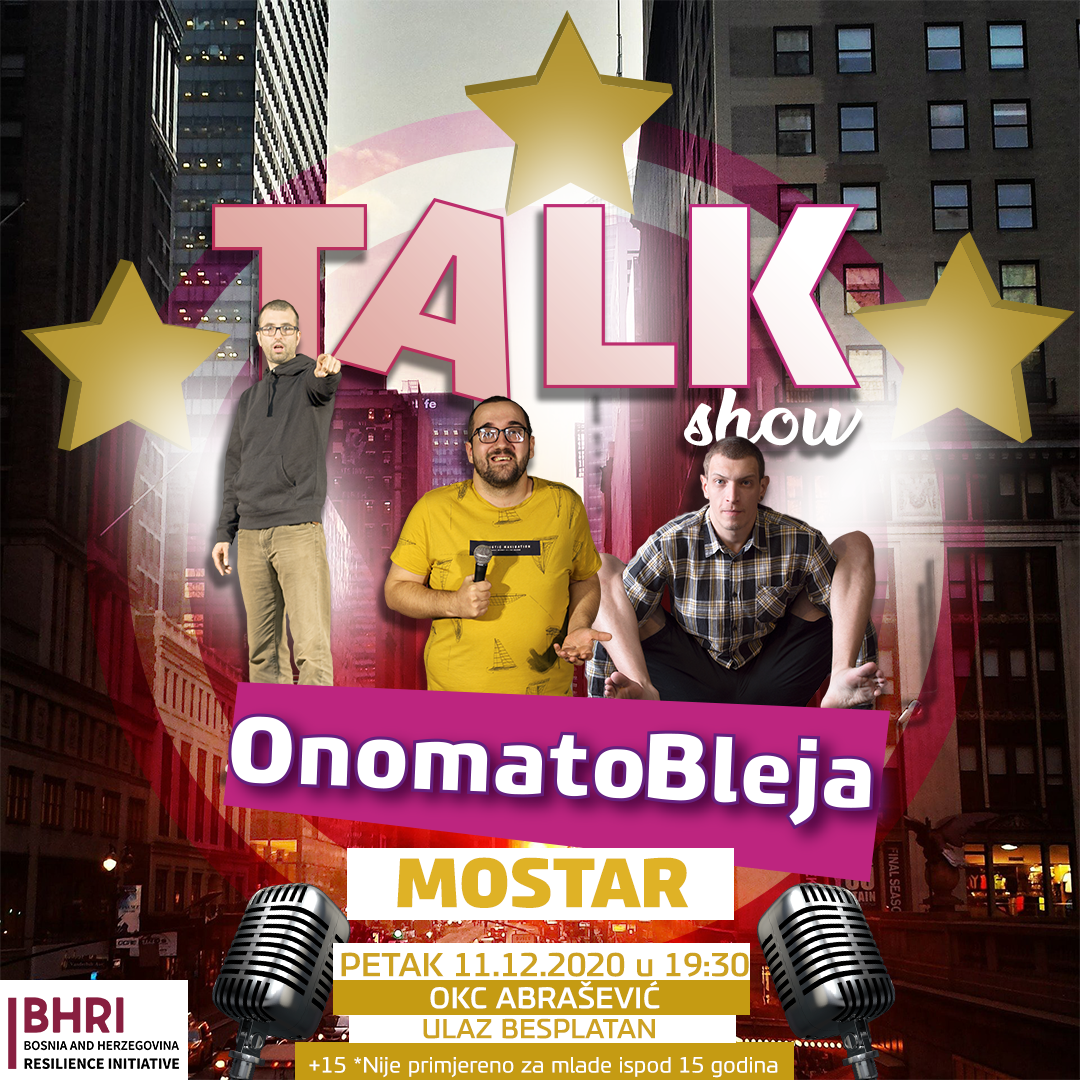 TALK
show
OnomatoBleja
MOSTAR
PETAK 11.12.2020 u 19:30
OKC ABRAŠEVIĆ
ULAZ BESPLATAN
+15 *Nije primjereno za mlade ispod 15 godina
BHRI
BOSNIA AND HERZEGOVINA
RESILIENCE INITIATIVE